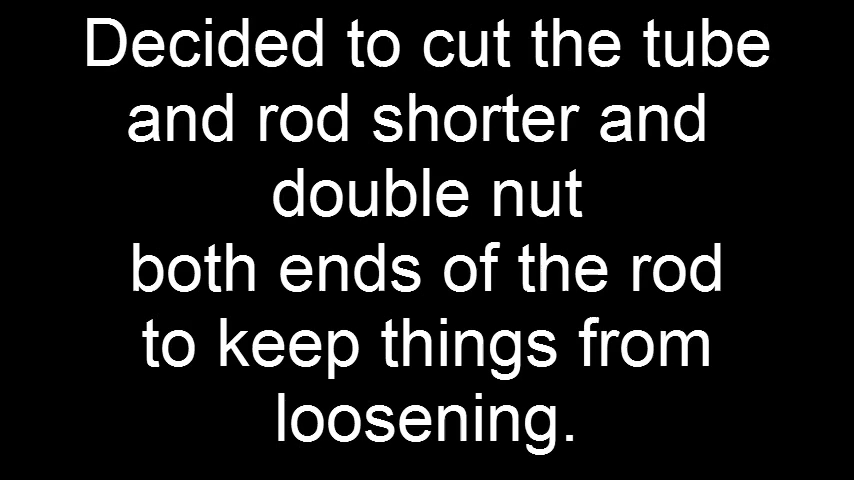 Decided to cut the tube
and rod shorter and
double nut
both ends of the rod
to keep things from
loosening.